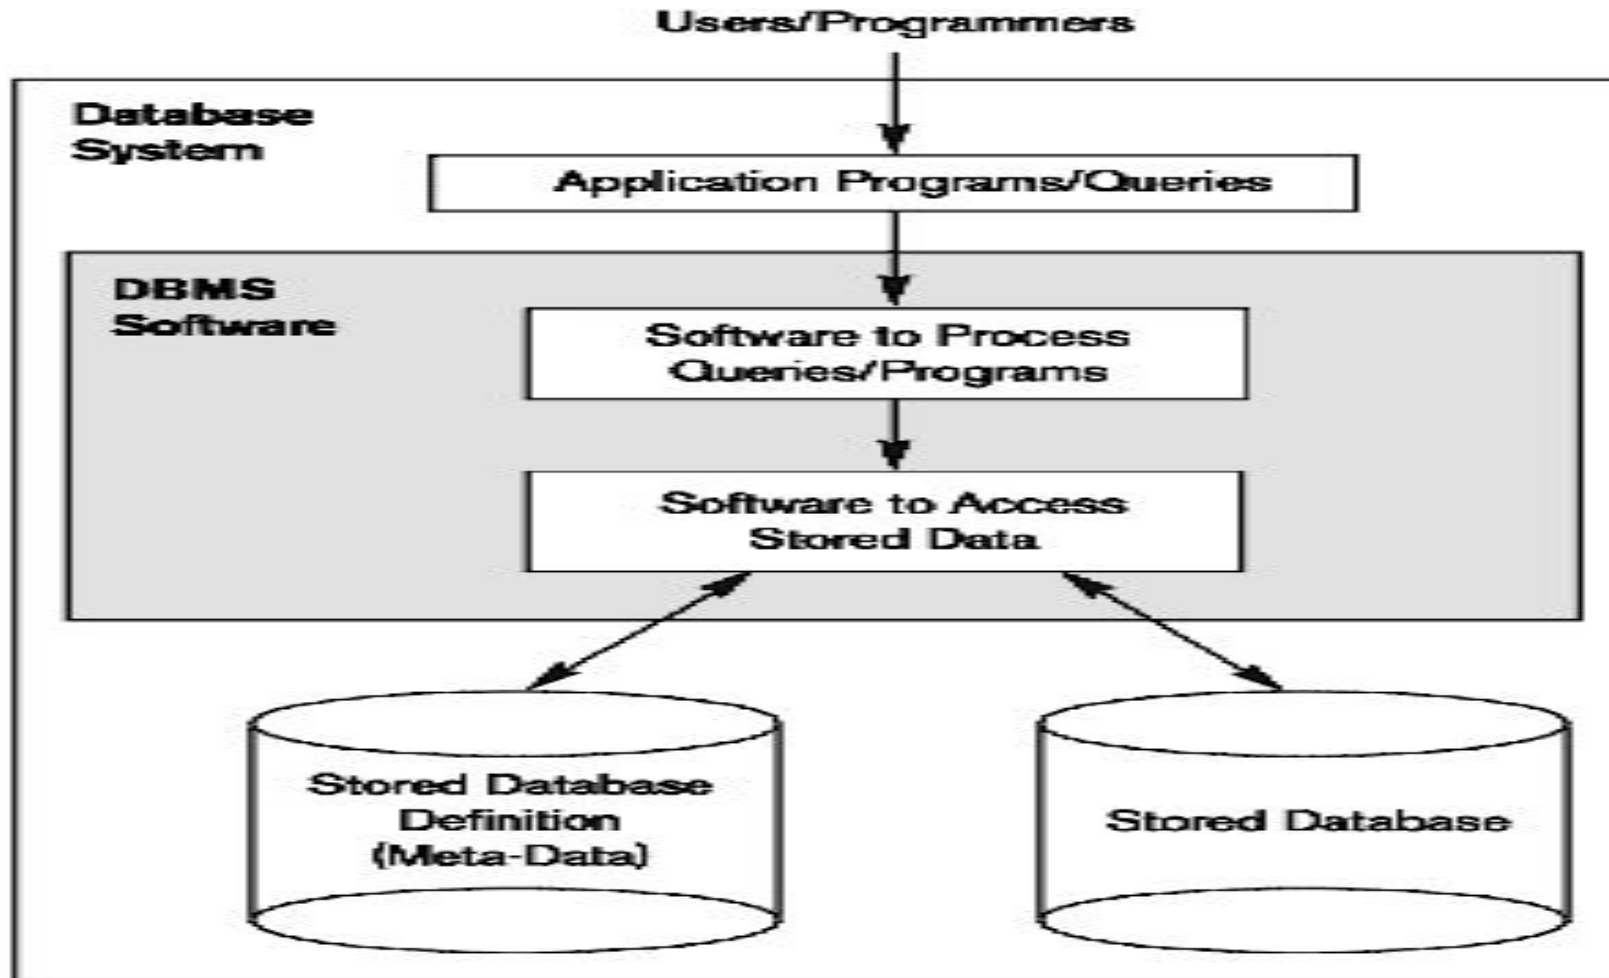 Users/Programmers
Database
System
Application Programs/Queries
DBMS
Software
Software to Process
Queries/Programs
Software to Access
Stored Data
Stored Database
Definition
(Meta-Data)
Stored Database